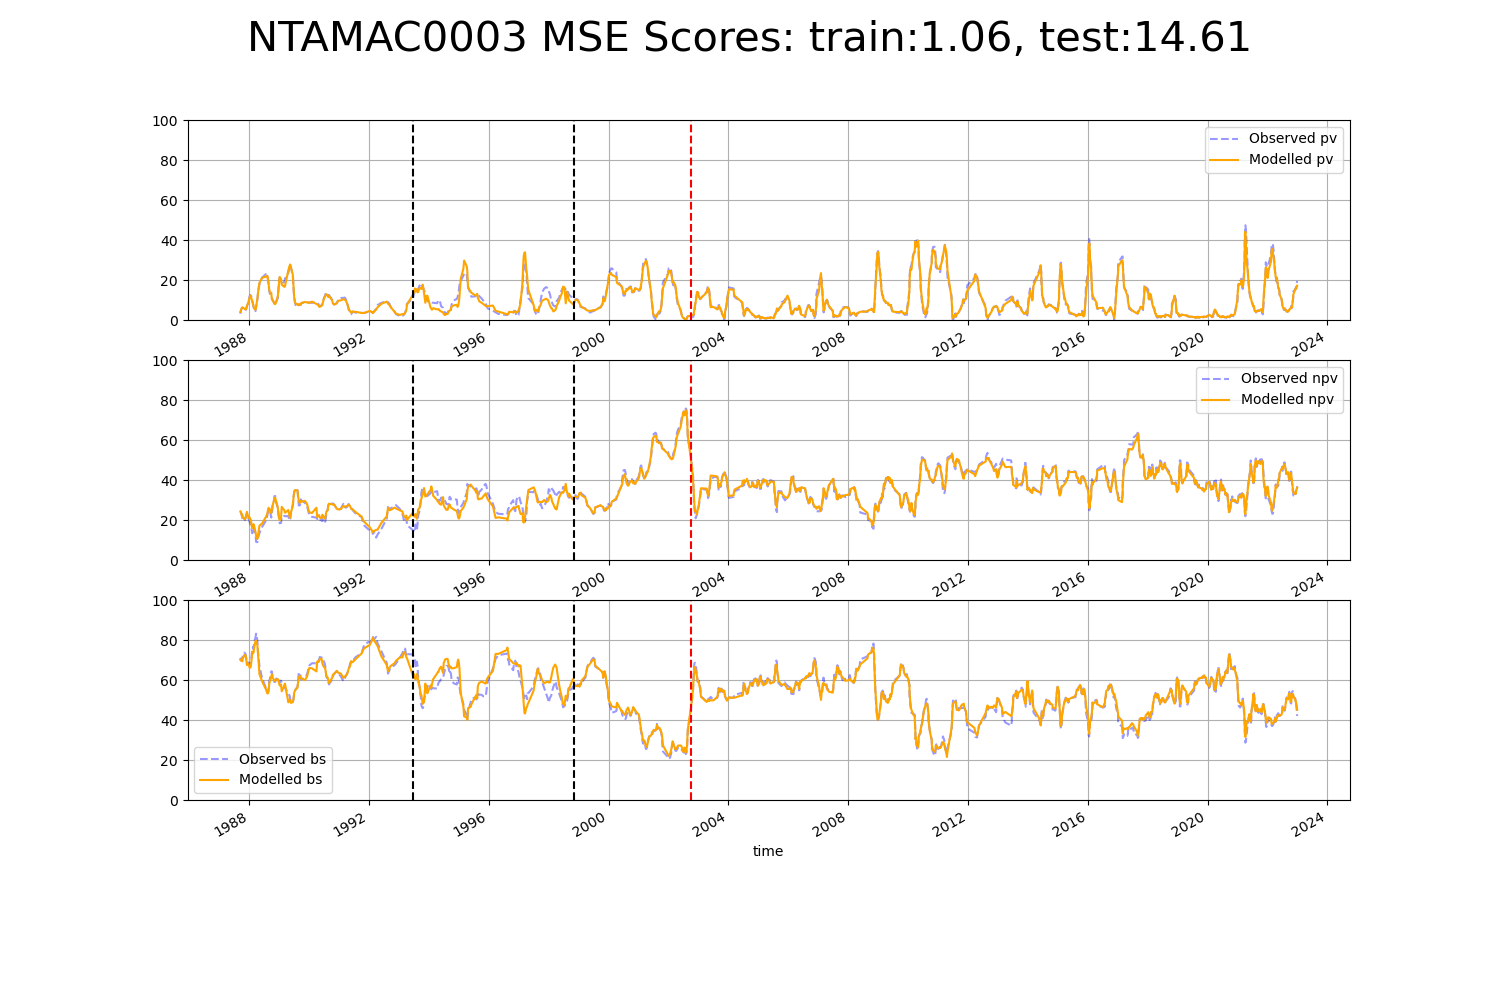 NTAMAC0003 MSE Scores: train:1.06, test:14.61
100
80
60
40
20
0
Observed pv
Modelled pv
1988 1992 1996 2000 2004 2008 2012 2016 2020 2024
100
80
60
40
20
0
Observed npv
Modelled npv
1988 1992 1996 2000 2004 2008 2012 2016 2020 2024
100
80
60
40
20
0
Observed bs
Modelled bs
1988 1992 1996 2000 2004 2008 2012 2016 2020 2024
time